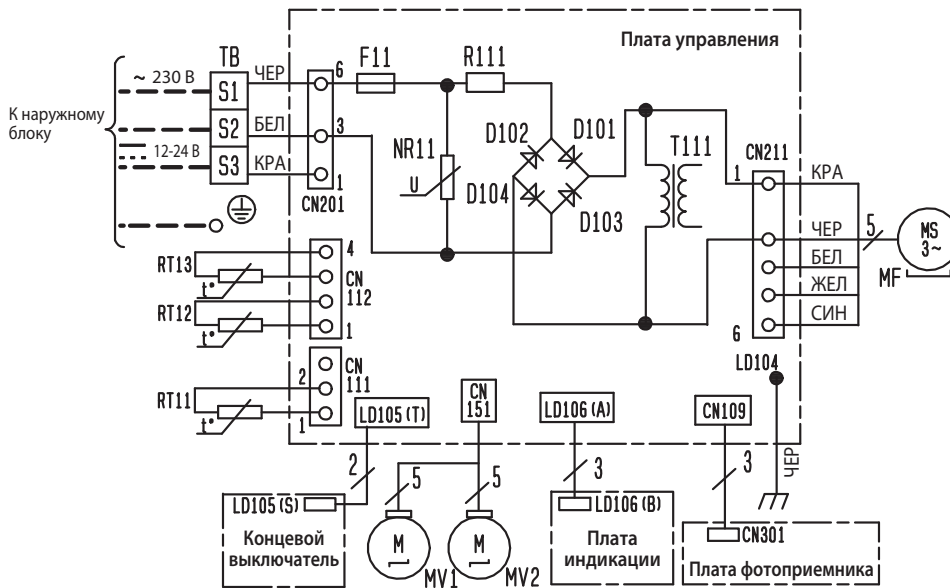 Плата управления
TB
ЧЕР
6
F11
R111
~ 230 В
S1
К наружному
блоку
S2
БЕЛ
3
D102
D101
12-24 В
NR11
T111
CN211
S3
КРА
1
U
D104
D103
1
КРА
CN201
ЧЕР
5
MS
3~
MF
БЕЛ
ЖЕЛ
СИН
6
RT13
t°
4
CN
112
RT12
t°
1
LD104
CN
111
2
RT11
t°
1
LD105 (T)
CN
151
LD106 (A)
CN109
2
5
5
3
3
ЧЕР
LD105 (S)
Концевой
выключатель
M
MV1
M
MV2
LD106 (B)
Плата
индикации
CN301
Плата фотоприемника